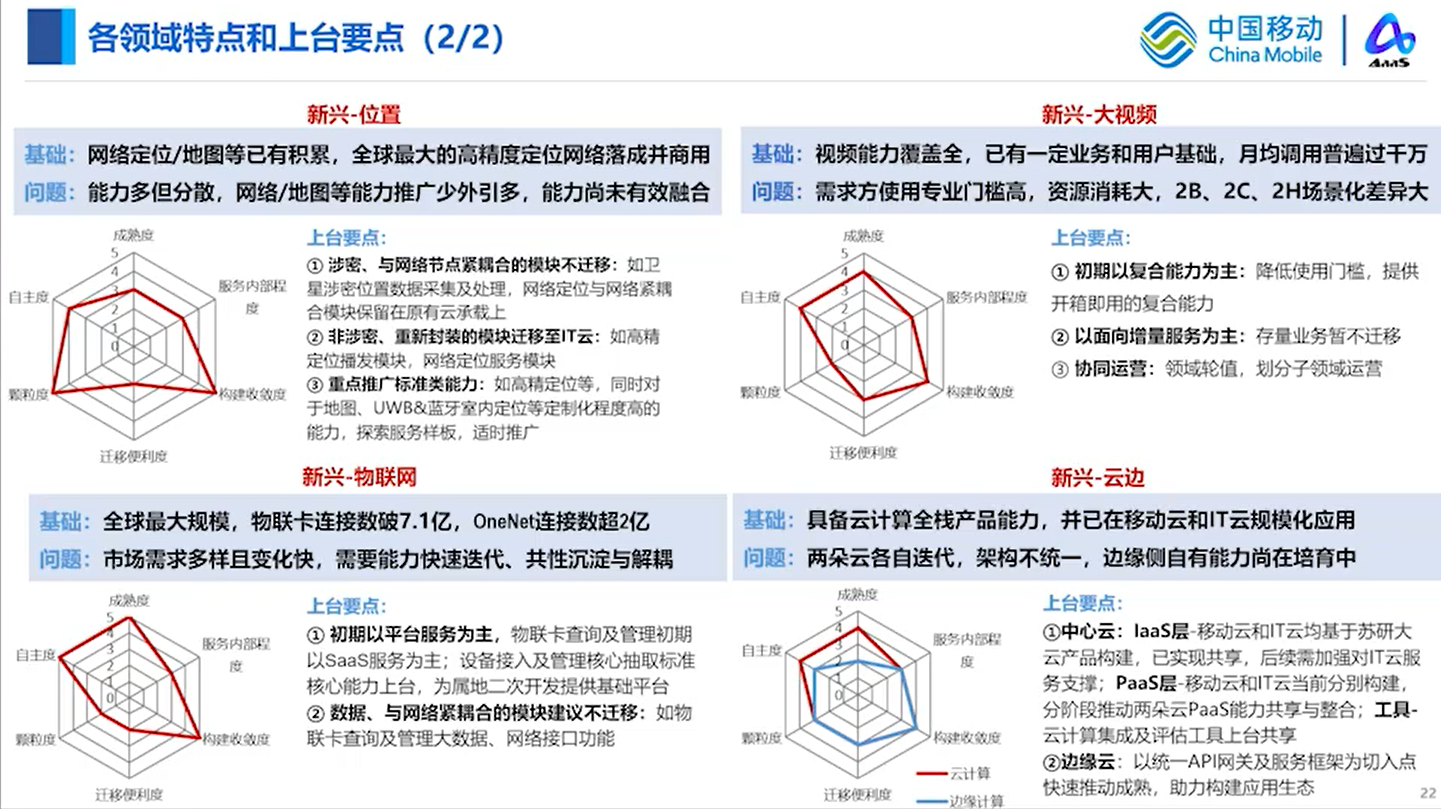 各领域特点和上台要点（2/2）
中国移动
China Mobile
AaaS
新兴-位置
基础：网络定位/地图等已有积累，全球最大的高精度定位网络落成并商用
问题：能力多但分散，网络/地图等能力推广少外引多，能力尚未有效融合
成熟度
服务内部程
度
构建收敛度
迁移便利度
颗粒度
自主度
5
4
3
2
1
0
上台要点：
① 涉密、与网络节点紧耦合的模块不迁移：如卫
星涉密位置数据采集及处理，网络定位与网络紧耦
合模块保留在原有云承载上
② 非涉密、重新封装的模块迁移至IT云：如高精
定位播发模块，网络定位服务模块
③ 重点推广标准类能力：如高精定位等，同时对
于地图、UWB&蓝牙室内定位等定制化程度高的
能力，探索服务样板，适时推广
新兴-大视频
基础：视频能力覆盖全，已有一定业务和用户基础，月均调用普遍过千万
问题：需求方使用专业门槛高，资源消耗大，2B、2C、2H场景化差异大
成熟度
服务内部程度
构建收敛度
迁移便利度
颗粒度
自主度
5
4
3
2
1
0
上台要点：
① 初期以复合能力为主：降低使用门槛，提供
开箱即用的复合能力
② 以面向增量服务为主：存量业务暂不迁移
③ 协同运营：领域轮值，划分子领域运营
新兴-物联网
基础：全球最大规模，物联卡连接数破7.1亿，OneNet连接数超2亿
问题：市场需求多样且变化快，需要能力快速迭代、共性沉淀与解耦
成熟度
服务内部程
度
构建收敛度
迁移便利度
颗粒度
自主度
5
4
3
2
1
0
上台要点：
① 初期以平台服务为主，物联卡查询及管理初期
以SaaS服务为主；设备接入及管理核心抽取标准
核心能力上台，为属地二次开发提供基础平台
② 数据、与网络紧耦合的模块建议不迁移：如物
联卡查询及管理大数据、网络接口功能
新兴-云边
基础：具备云计算全栈产品能力，并已在移动云和IT云规模化应用
问题：两朵云各自迭代，架构不统一，边缘侧自有能力尚在培育中
成熟度
服务内部程
度
构建收敛度
迁移便利度
颗粒度
自主度
5
4
3
2
1
0
云计算
边缘计算
上台要点：
①中心云：IaaS层-移动云和IT云均基于苏研大
云产品构建，已实现共享，后续需加强对IT云服
务支撑；PaaS层-移动云和IT云当前分别构建，
分阶段推动两朵云PaaS能力共享与整合；工具-
云计算集成及评估工具上台共享
②边缘云：以统一API网关及服务框架为切入点
快速推动成熟，助力构建应用生态
22